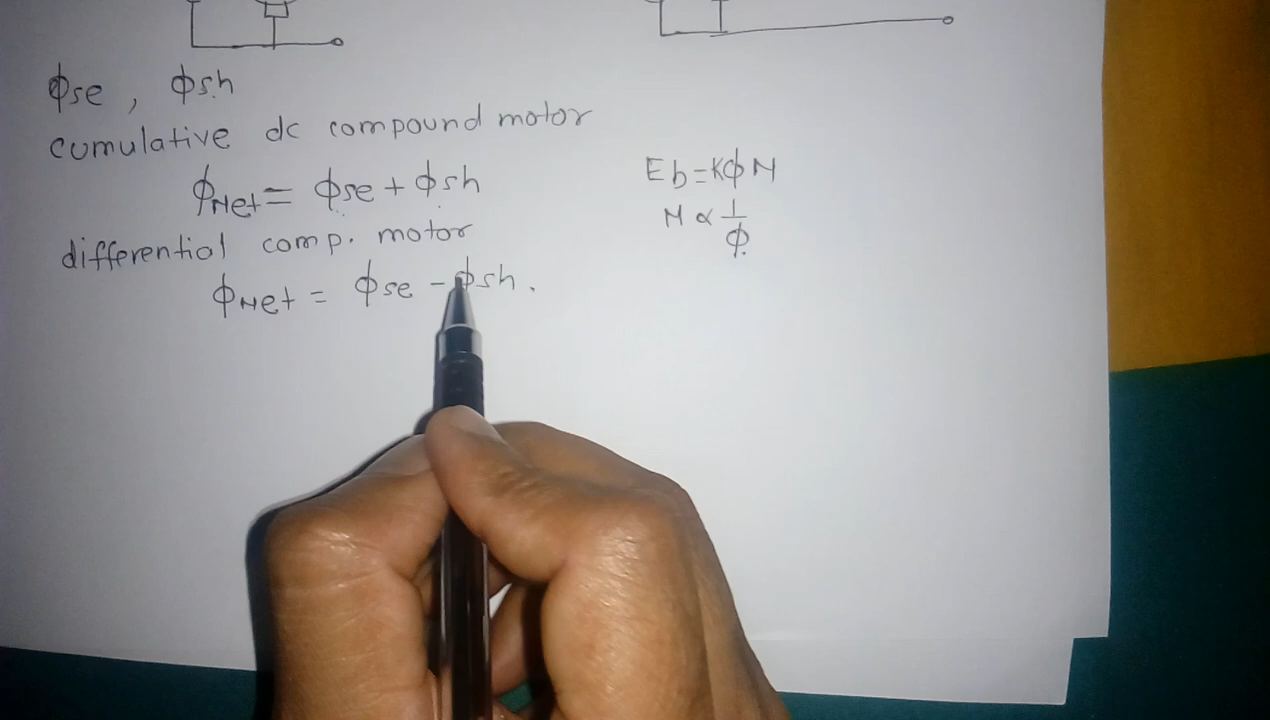 ϕse , ϕsh
cumulative dc compound motor
ϕNet = ϕse + ϕsh
differential comp. motor
ϕNet = ϕse - ϕsh.
Eb = KϕN
N ∝ 1/ϕ